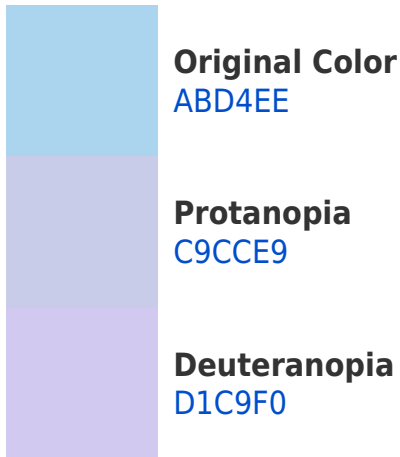 Original Color
ABD4EE
Protanopia
C9CCE9
Deuteranopia
D1C9F0